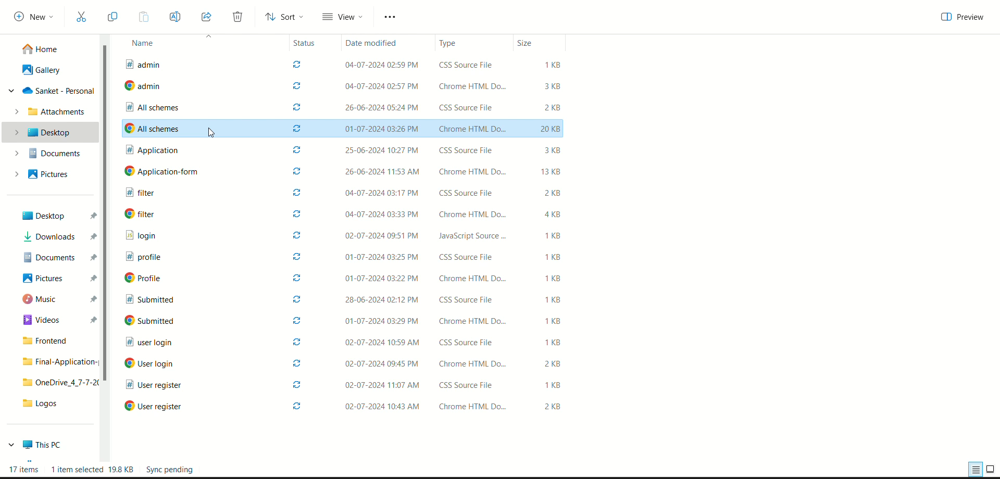 New Sort View ••• Preview
Name Status Date modified Type Size
Home
Gallery
Sanket - Personal
Attachments
Desktop
Documents
Pictures
Desktop
Downloads
Documents
Pictures
Music
Videos
Frontend
Final-Application-
OneDrive_4_7-7-20
Logos
This PC
admin 04-07-2024 02:59 PM CSS Source File 1 KB
admin 04-07-2024 02:57 PM Chrome HTML Do... 3 KB
All schemes 26-06-2024 05:24 PM CSS Source File 2 KB
All schemes 01-07-2024 03:26 PM Chrome HTML Do... 20 KB
Application 25-06-2024 10:27 PM CSS Source File 3 KB
Application-form 26-06-2024 11:53 AM Chrome HTML Do... 13 KB
filter 04-07-2024 03:17 PM CSS Source File 2 KB
filter 04-07-2024 03:33 PM Chrome HTML Do... 4 KB
login 02-07-2024 09:51 PM JavaScript Source ... 1 KB
profile 01-07-2024 03:25 PM CSS Source File 1 KB
Profile 01-07-2024 03:22 PM Chrome HTML Do... 1 KB
Submitted 28-06-2024 02:12 PM CSS Source File 1 KB
Submitted 01-07-2024 03:29 PM Chrome HTML Do... 1 KB
user login 02-07-2024 10:59 AM CSS Source File 1 KB
User login 02-07-2024 09:45 PM Chrome HTML Do... 2 KB
User register 02-07-2024 11:07 AM CSS Source File 1 KB
User register 02-07-2024 10:43 AM Chrome HTML Do... 2 KB
17 items 1 item selected 19.8 KB Sync pending